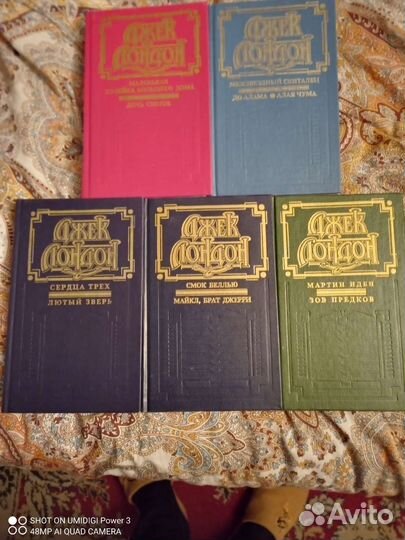 ДЖЕК
ЛОНДОН
МАЛЕНЬКАЯ
ХОЗЯЙКА БОЛЬШОГО ДОМА
ДОЧЬ СНЕГОВ
ДЖЕК
ЛОНДОН
МЕЖЗВЕЗДНЫЙ СКИТАЛЕЦ
ДО АДАМА АЛАЯ ЧУМА
ДЖЕК
ЛОНДОН
СЕРДЦА ТРЕХ
ЛЮТЫЙ ЗВЕРЬ
ДЖЕК
ЛОНДОН
СМОК БЕЛЛЬЮ
МАЙКЛ, БРАТ ДЖЕРРИ
ДЖЕК
ЛОНДОН
МАРТИН ИДЕН
ЗОВ ПРЕДКОВ
SHOT ON UMIDIGI Power 3
48MP AI QUAD CAMERA
Avito